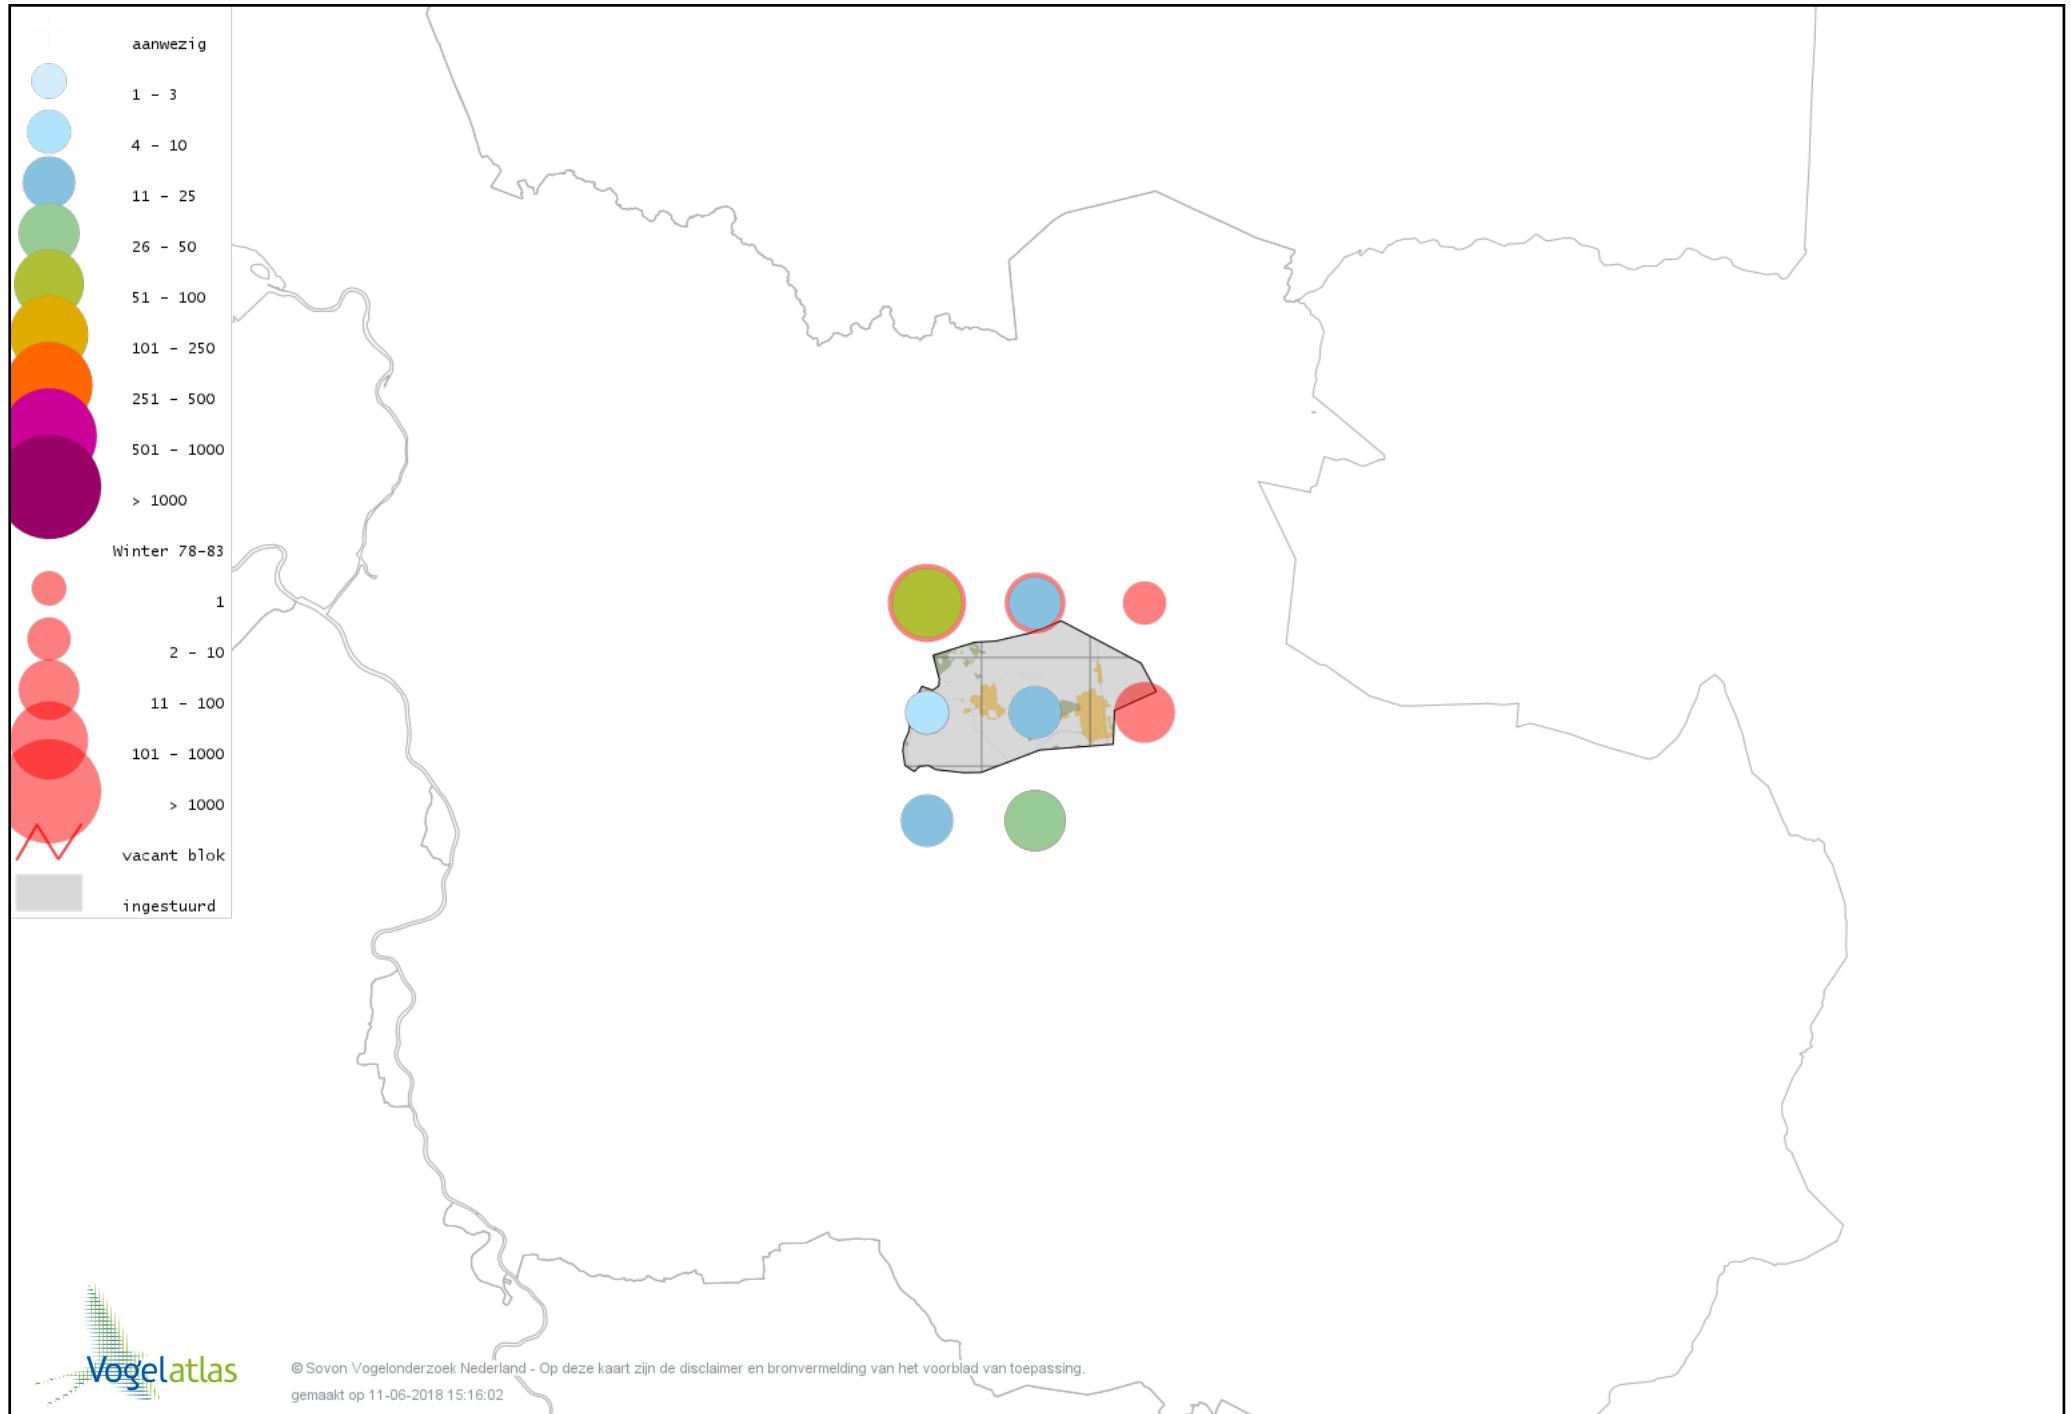 aanwezig
1 - 3
4 - 10
11 - 25
26 - 50
51 - 100
101 - 250
251 - 500
501 - 1000
> 1000
Winter 78-83
1
2 - 10
11 - 100
101 - 1000
> 1000
vacant blok
ingestuurd
Vogelatlas
© Sovon Vogelonderzoek Nederland - Op deze kaart zijn de disclaimer en bronvermelding van het voorblad van toepassing.
gemaakt op 11-06-2018 15:16:02